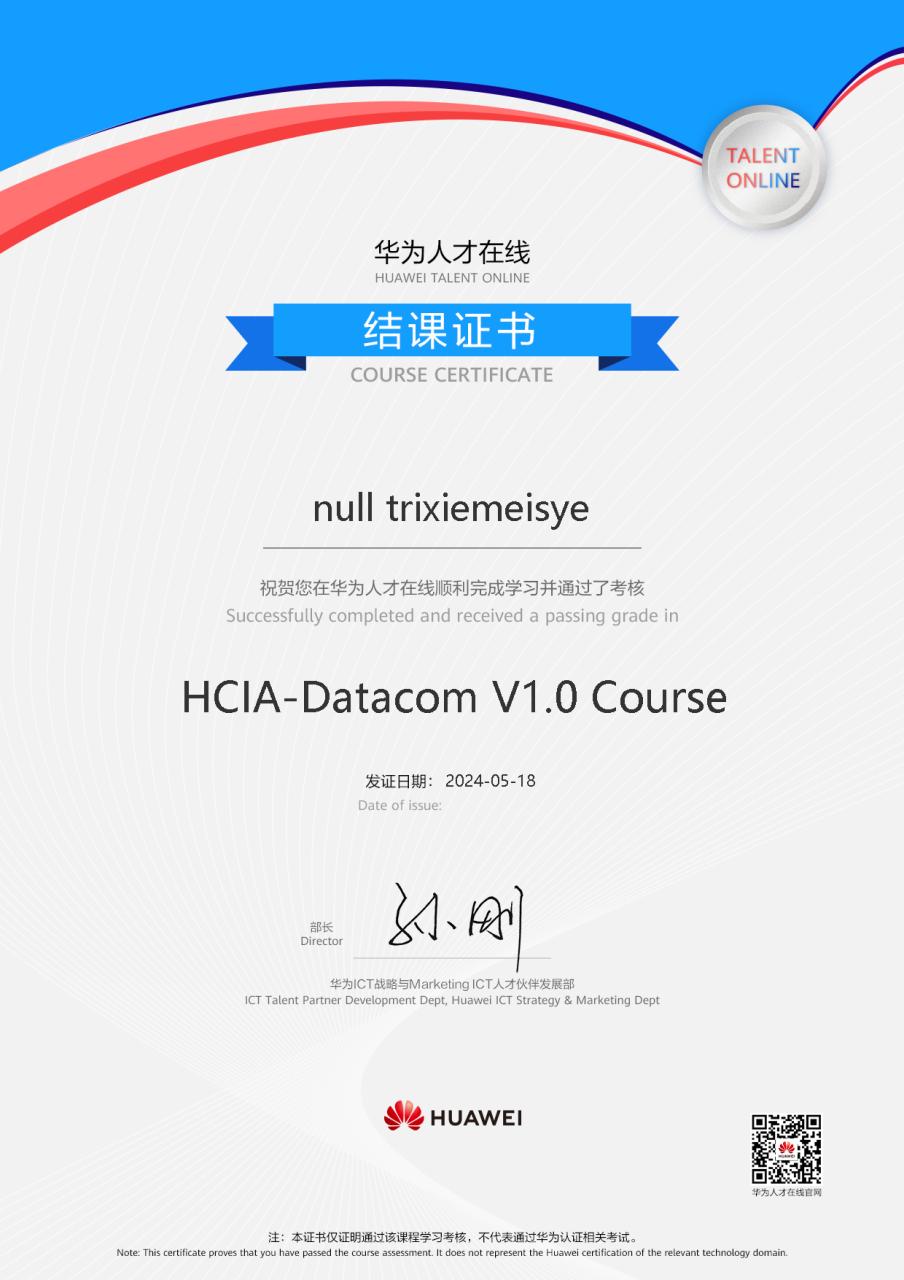 TALENT
ONLINE
华为人才在线
HUAWEI TALENT ONLINE
结课证书
COURSE CERTIFICATE
null trixiemeisye
祝贺您在华为人才在线顺利完成学习并通过了考核
Successfully completed and received a passing grade in
HCIA-Datacom V1.0 Course
发证日期： 2024-05-18
Date of issue:
孙刚
部长
Director
华为ICT战略与Marketing ICT人才伙伴发展部
ICT Talent Partner Development Dept, Huawei ICT Strategy & Marketing Dept
HUAWEI
HUAWEI
华为人才在线官网
注：本证书仅证明通过该课程学习考核，不代表通过华为认证相关考试。
Note: This certificate proves that you have passed the course assessment. It does not represent the Huawei certification of the relevant technology domain.